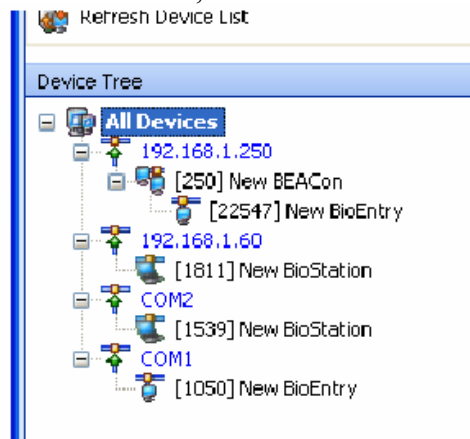 Refresh Device List
Device Tree
All Devices
192.168.1.250
[250] New BEACon
[22547] New BioEntry
192.168.1.60
[1811] New BioStation
COM2
[1539] New BioStation
COM1
[1050] New BioEntry